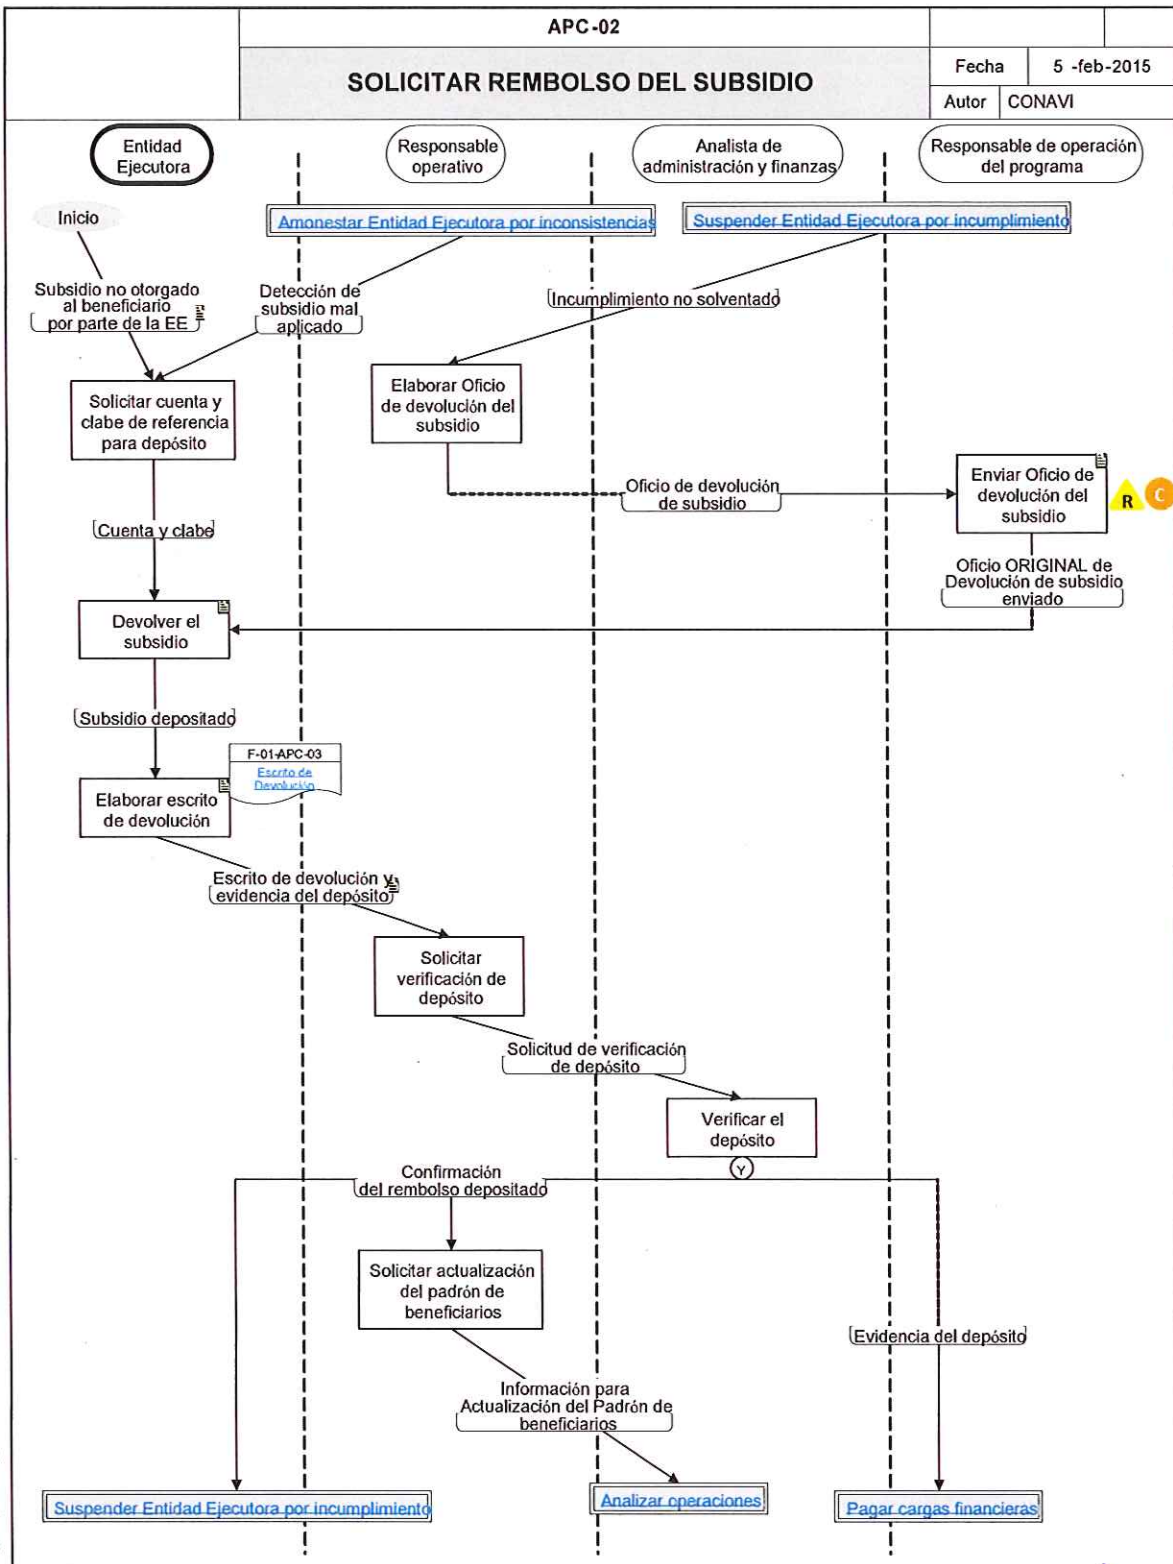 APC-02
SOLICITAR REMBOLSO DEL SUBSIDIO
Fecha
5 -feb-2015
Autor
CONAVI
Entidad
Ejecutora
Responsable
operativo
Analista de
administración y finanzas
Responsable de operación
del programa
Inicio
Amonestar Entidad Ejecutora por inconsistencias
Suspender Entidad Ejecutora por incumplimiento
Subsidio no otorgado
al beneficiario
por parte de la EE
Detección de
subsidio mal
aplicado
Incumplimiento no solventado
Solicitar cuenta y
clabe de referencia
para depósito
Elaborar Oficio
de devolución del
subsidio
Oficio de devolución
de subsidio
Enviar Oficio de
devolución del
subsidio
R
C
Cuenta y clabe
Oficio ORIGINAL de
Devolución de subsidio
enviado
Devolver el
subsidio
Subsidio depositado
F-01-APC-03
Escrito de
Devolución
Elaborar escrito
de devolución
Escrito de devolución y
evidencia del depósito
Solicitar
verificación de
depósito
Solicitud de verificación
de depósito
Verificar el
depósito
Y
Confirmación
del rembolso depositado
Solicitar actualización
del padrón de
beneficiarios
Evidencia del depósito
Información para
Actualización del Padrón de
beneficiarios
Suspender Entidad Ejecutora por incumplimiento
Analizar operaciones
Pagar cargas financieras